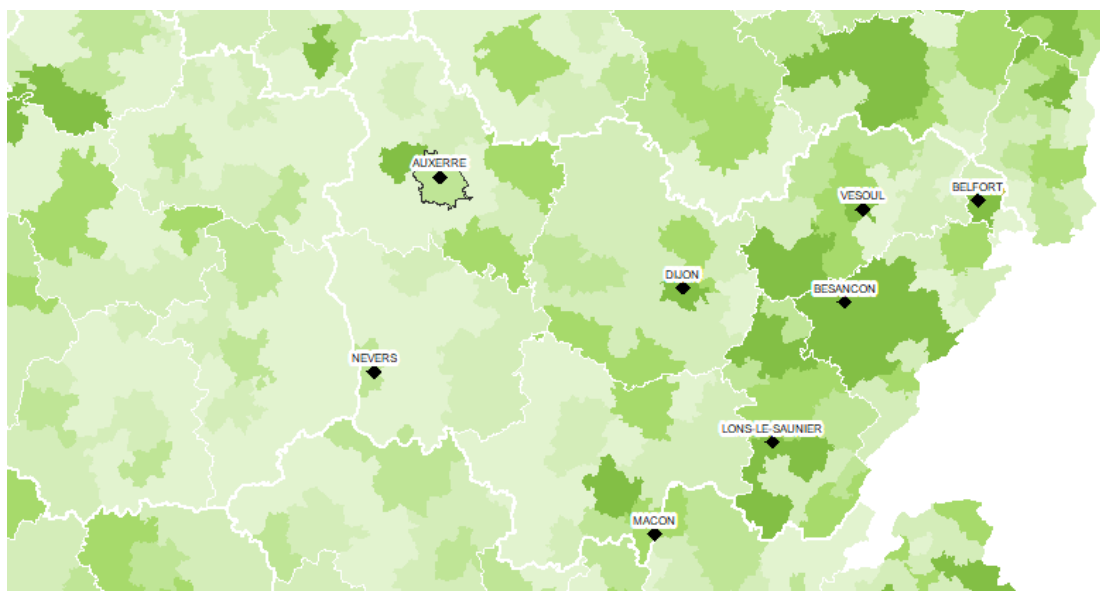 AUXERRE
BELFORT
VESOUL
DIJON
BESANCON
NEVERS
LONS-LE-SAUNIER
MACON